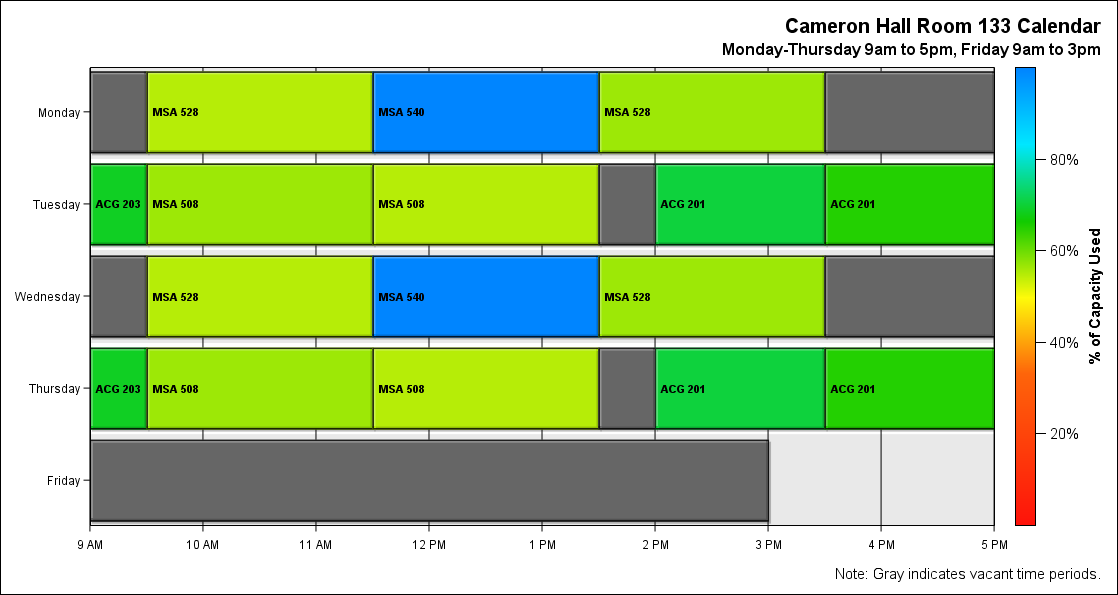 Cameron Hall Room 133 Calendar
Monday-Thursday 9am to 5pm, Friday 9am to 3pm
Monday
MSA 528
MSA 540
MSA 528
Tuesday
ACG 203
MSA 508
MSA 508
ACG 201
ACG 201
Wednesday
MSA 528
MSA 540
MSA 528
Thursday
ACG 203
MSA 508
MSA 508
ACG 201
ACG 201
Friday
9 AM
10 AM
11 AM
12 PM
1 PM
2 PM
3 PM
4 PM
5 PM
80%
60%
40%
20%
% of Capacity Used
Note: Gray indicates vacant time periods.